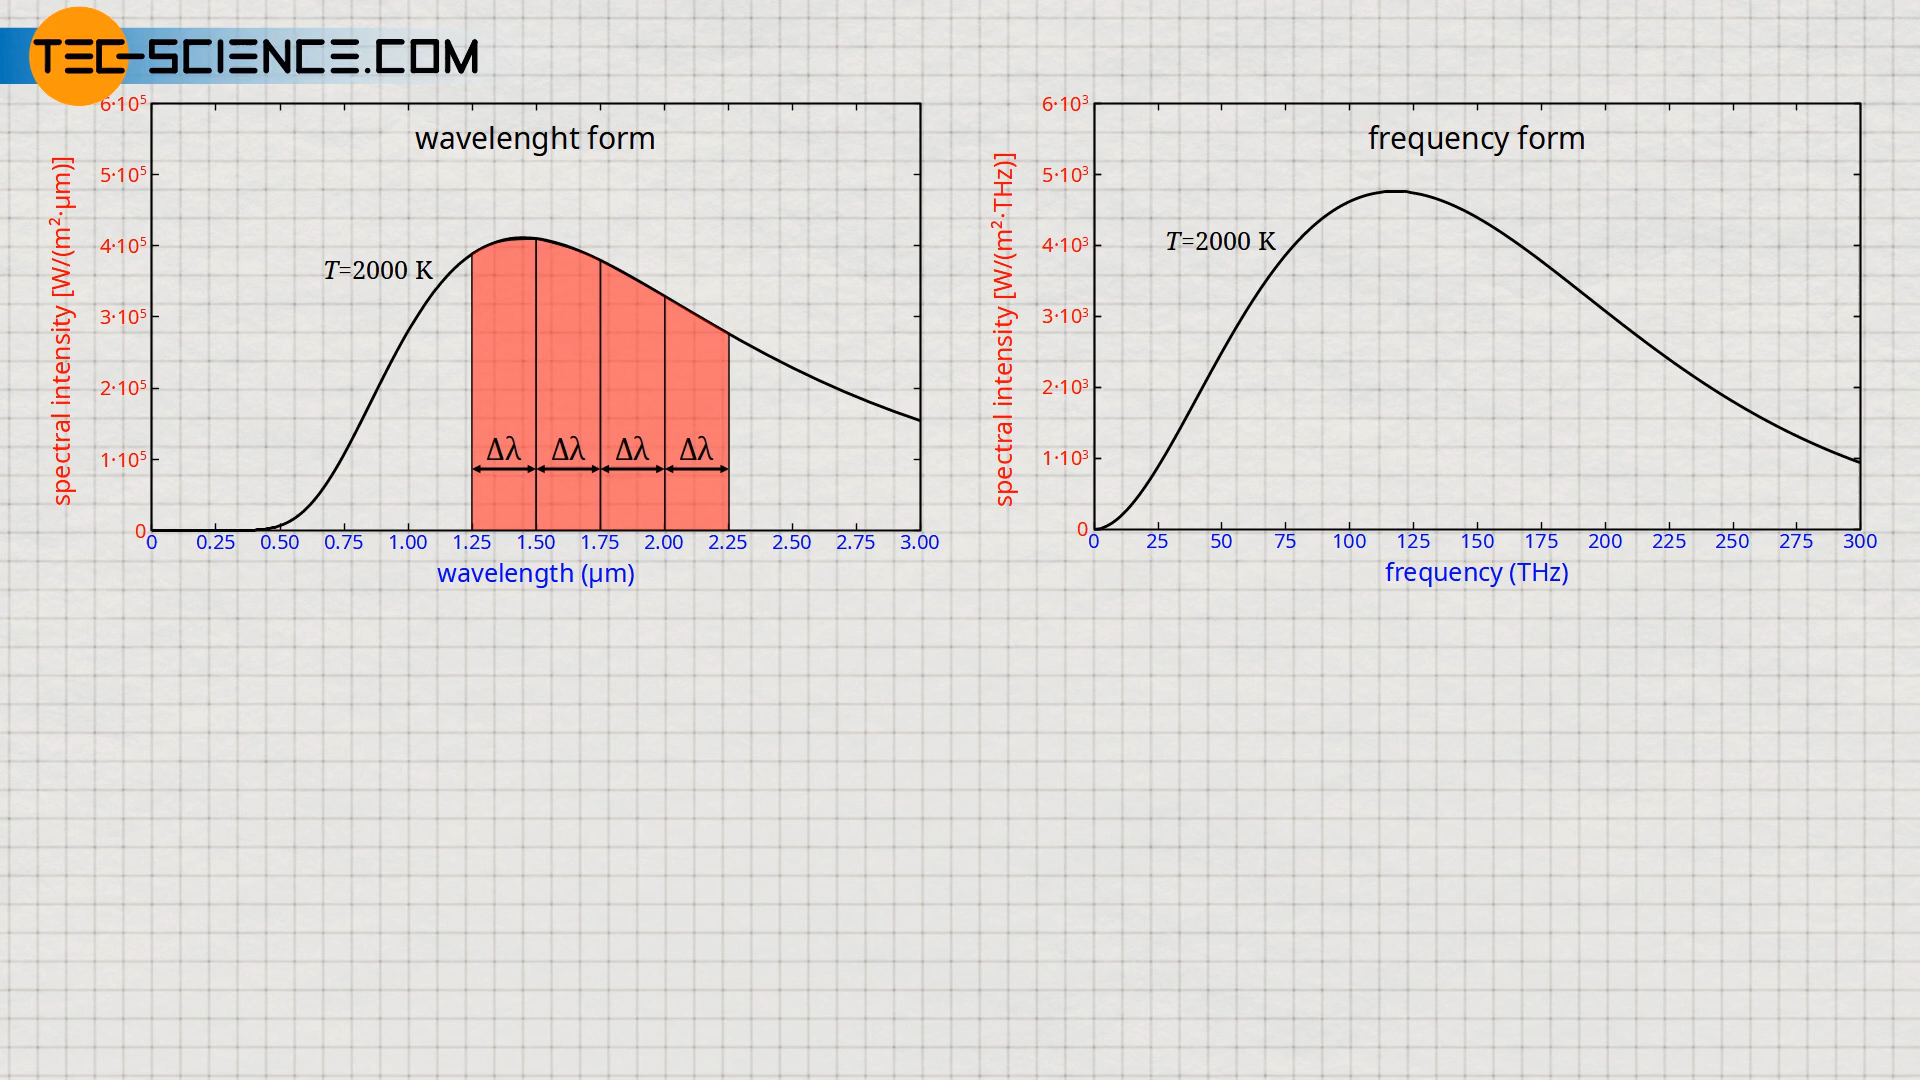 TEC-SCIENCE.COM
wavelenght form
6·10⁵
5·10⁵
4·10⁵
3·10⁵
2·10⁵
1·10⁵
0
spectral intensity [W/(m²·μm)]
T=2000 K
Δλ Δλ Δλ Δλ
0 0.25 0.50 0.75 1.00 1.25 1.50 1.75 2.00 2.25 2.50 2.75 3.00
wavelength (μm)
frequency form
6·10³
5·10³
4·10³
3·10³
2·10³
1·10³
0
spectral intensity [W/(m²·THz)]
T=2000 K
0 25 50 75 100 125 150 175 200 225 250 275 300
frequency (THz)